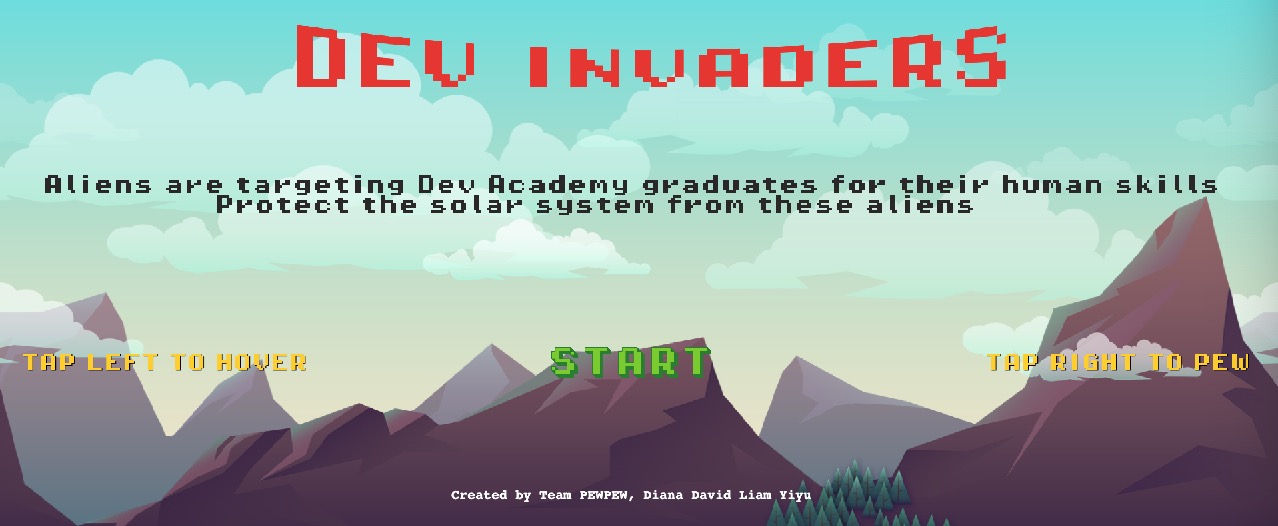 DEV INVADERS
Aliens are targeting Dev Academy graduates for their human skills
Protect the solar system from these aliens
TAP LEFT TO HOVER
START
TAP RIGHT TO PEW
Created by Team PEWPEW, Diana David Liam Yiyu